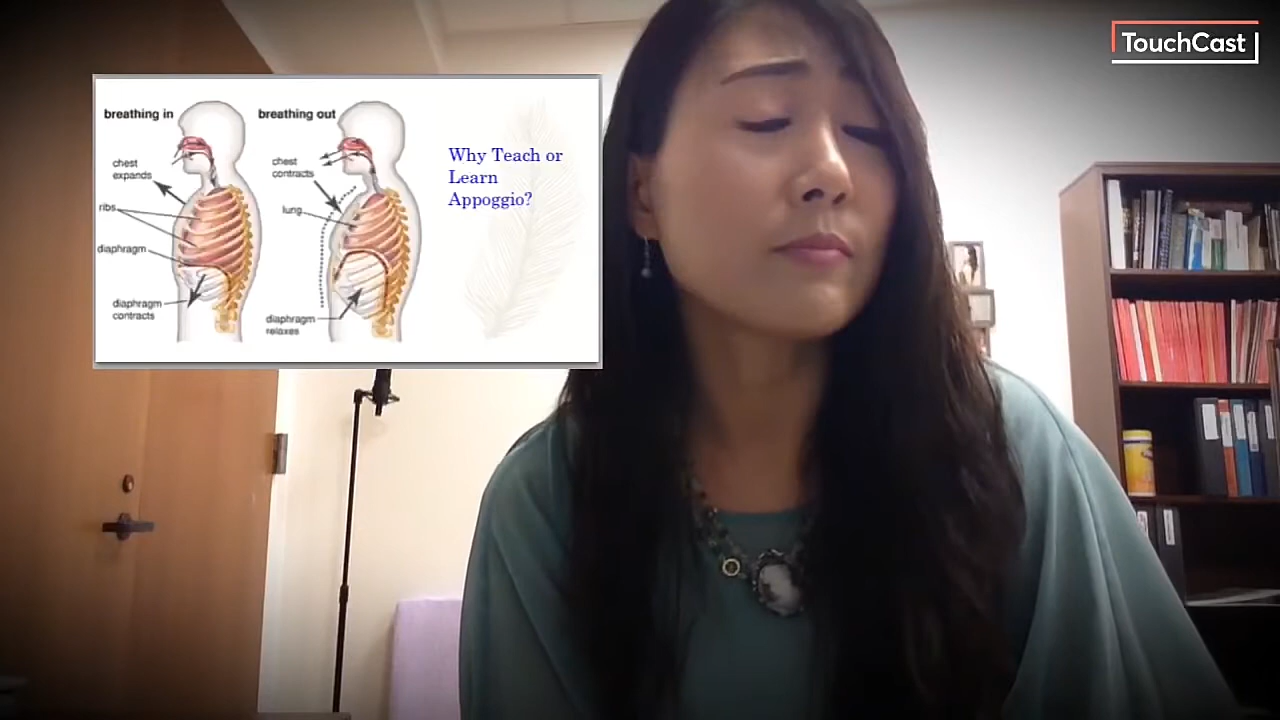 TouchCast
breathing in
breathing out
chest
expands
ribs
diaphragm
diaphragm
contracts
chest
contracts
lung
diaphragm
relaxes
Why Teach or
Learn
Appoggio?